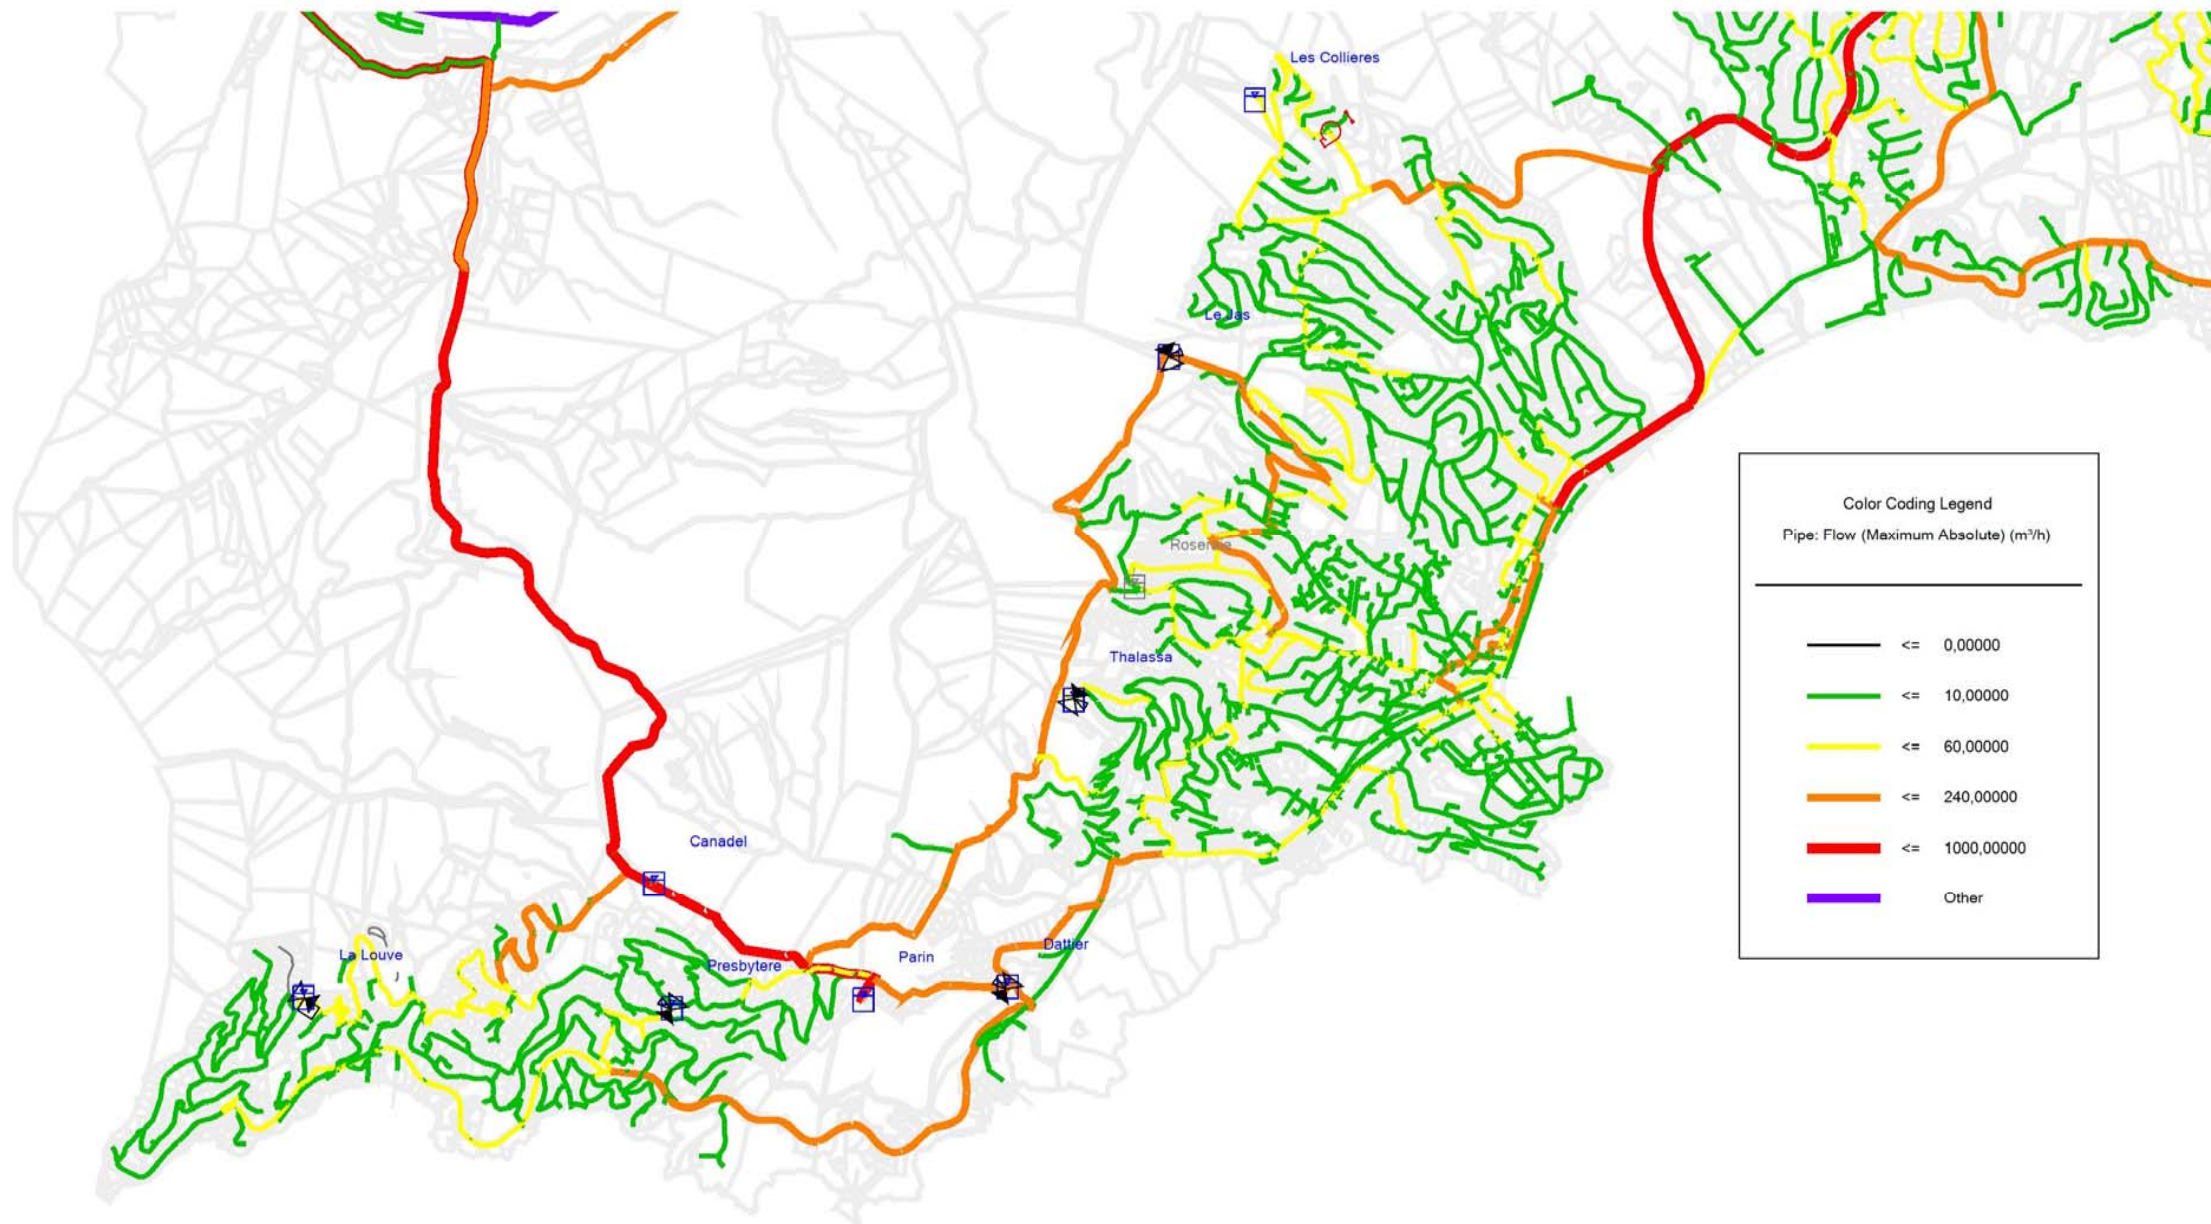 Les Collieres
Le Jas
Rosemie
Thalassa
Canadel
La Louve
Presbytere
Parin
Dattier
Color Coding Legend
Pipe: Flow (Maximum Absolute) (m³/h)
<= 0,00000
<= 10,00000
<= 60,00000
<= 240,00000
<= 1000,00000
Other